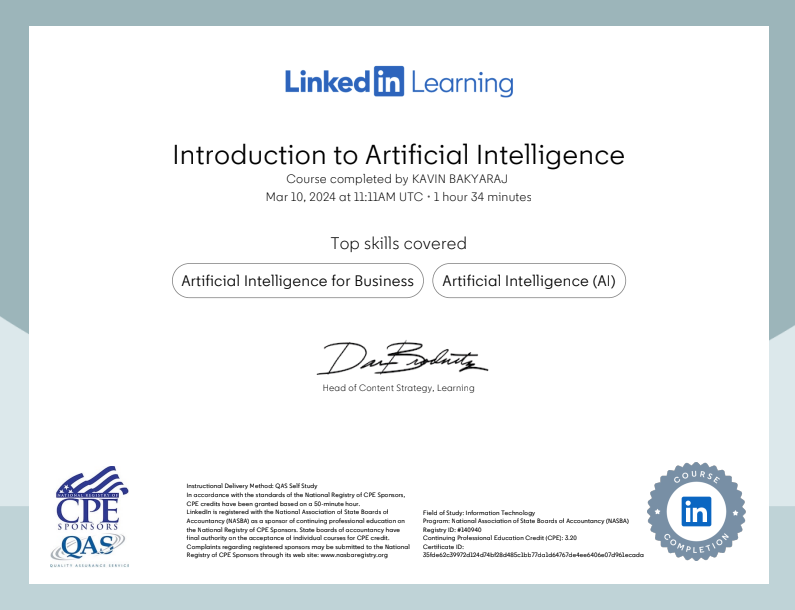 Linked in Learning
Introduction to Artificial Intelligence
Course completed by KAVIN BAKYARAJ
Mar 10, 2024 at 11:11AM UTC • 1 hour 34 minutes
Top skills covered
Artificial Intelligence for Business
Artificial Intelligence (AI)
Dan Brodnitz
Head of Content Strategy, Learning
NATIONAL REGISTRY OF
CPE
SPONSORS
QAS
QUALITY ASSURANCE SERVICE
Instructional Delivery Method: QAS Self Study
In accordance with the standards of the National Registry of CPE Sponsors,
CPE credits have been granted based on a 50-minute hour.
LinkedIn is registered with the National Association of State Boards of
Accountancy (NASBA) as a sponsor of continuing professional education on
the National Registry of CPE Sponsors. State boards of accountancy have
final authority on the acceptance of individual courses for CPE credit.
Complaints regarding registered sponsors may be submitted to the National
Registry of CPE Sponsors through its web site: www.nasbaregistry.org
Field of Study: Information Technology
Program: National Association of State Boards of Accountancy (NASBA)
Registry ID: #140940
Continuing Professional Education Credit (CPE): 3.20
Certificate ID:
COURSE
in
COMPLETION